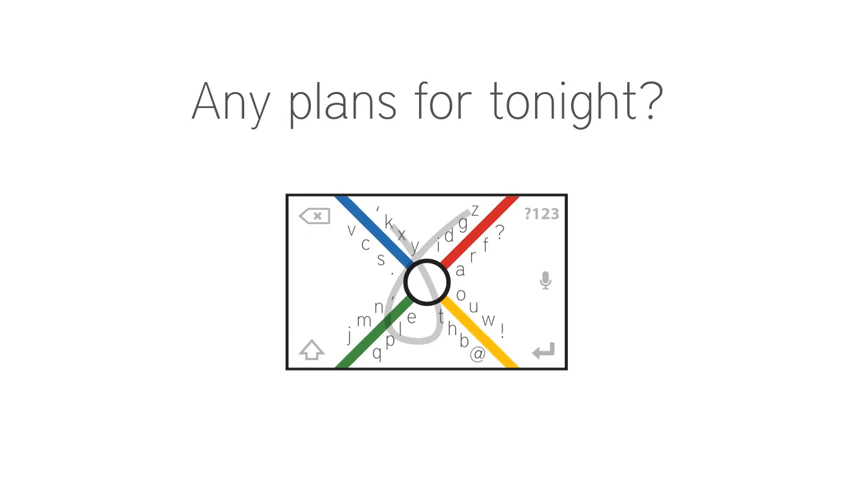 Any plans for tonight?
' z
k g
v x d ? ?123
c y i f
s r
. a
, o
n e t u
m l h w
j p b !
q @